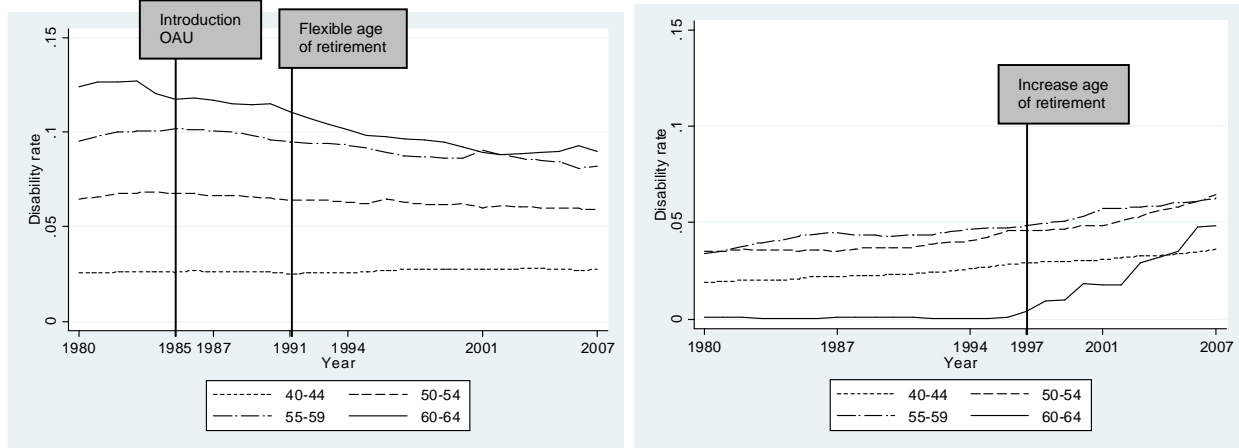 Introduction
OAU
Flexible age
of retirement
Disability rate
.15
.1
.05
0
1980 1985 1987 1991 1994 2001 2007
Year
40-44 50-54
55-59 60-64
Increase age
of retirement
Disability rate
.15
.1
.05
0
1980 1987 1994 1997 2001 2007
Year
40-44 50-54
55-59 60-64